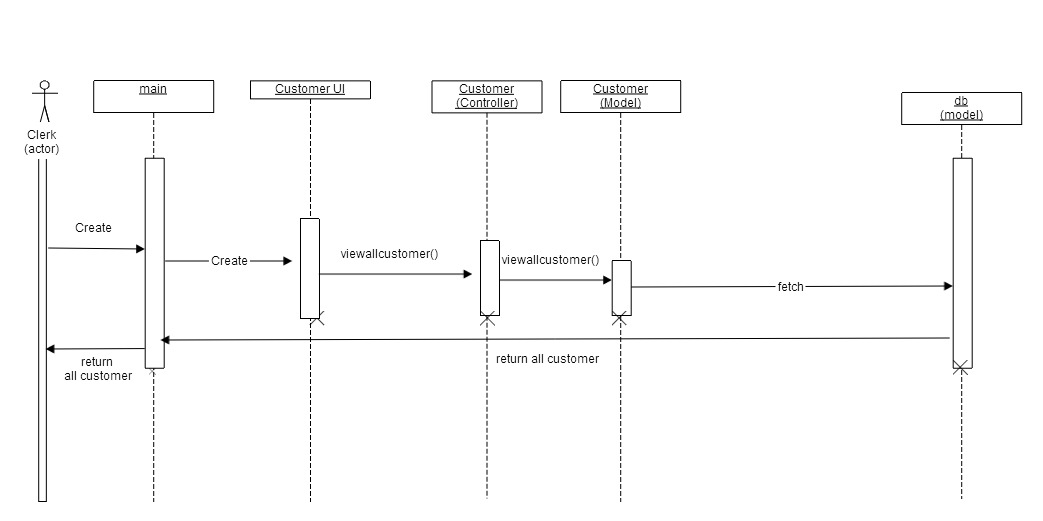 main
Customer UI
Customer
(Controller)
Customer
(Model)
db
(model)
Clerk
(actor)
Create
Create
viewallcustomer()
viewallcustomer()
fetch
return
all customer
return all customer